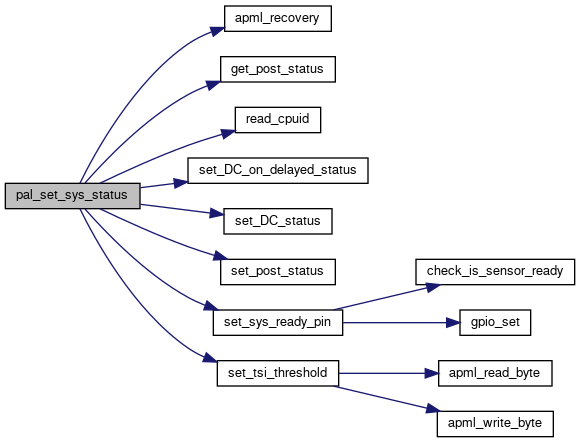 apml_recovery
get_post_status
read_cpuid
set_DC_on_delayed_status
pal_set_sys_status
set_DC_status
set_post_status
check_is_sensor_ready
set_sys_ready_pin
gpio_set
set_tsi_threshold
apml_read_byte
apml_write_byte